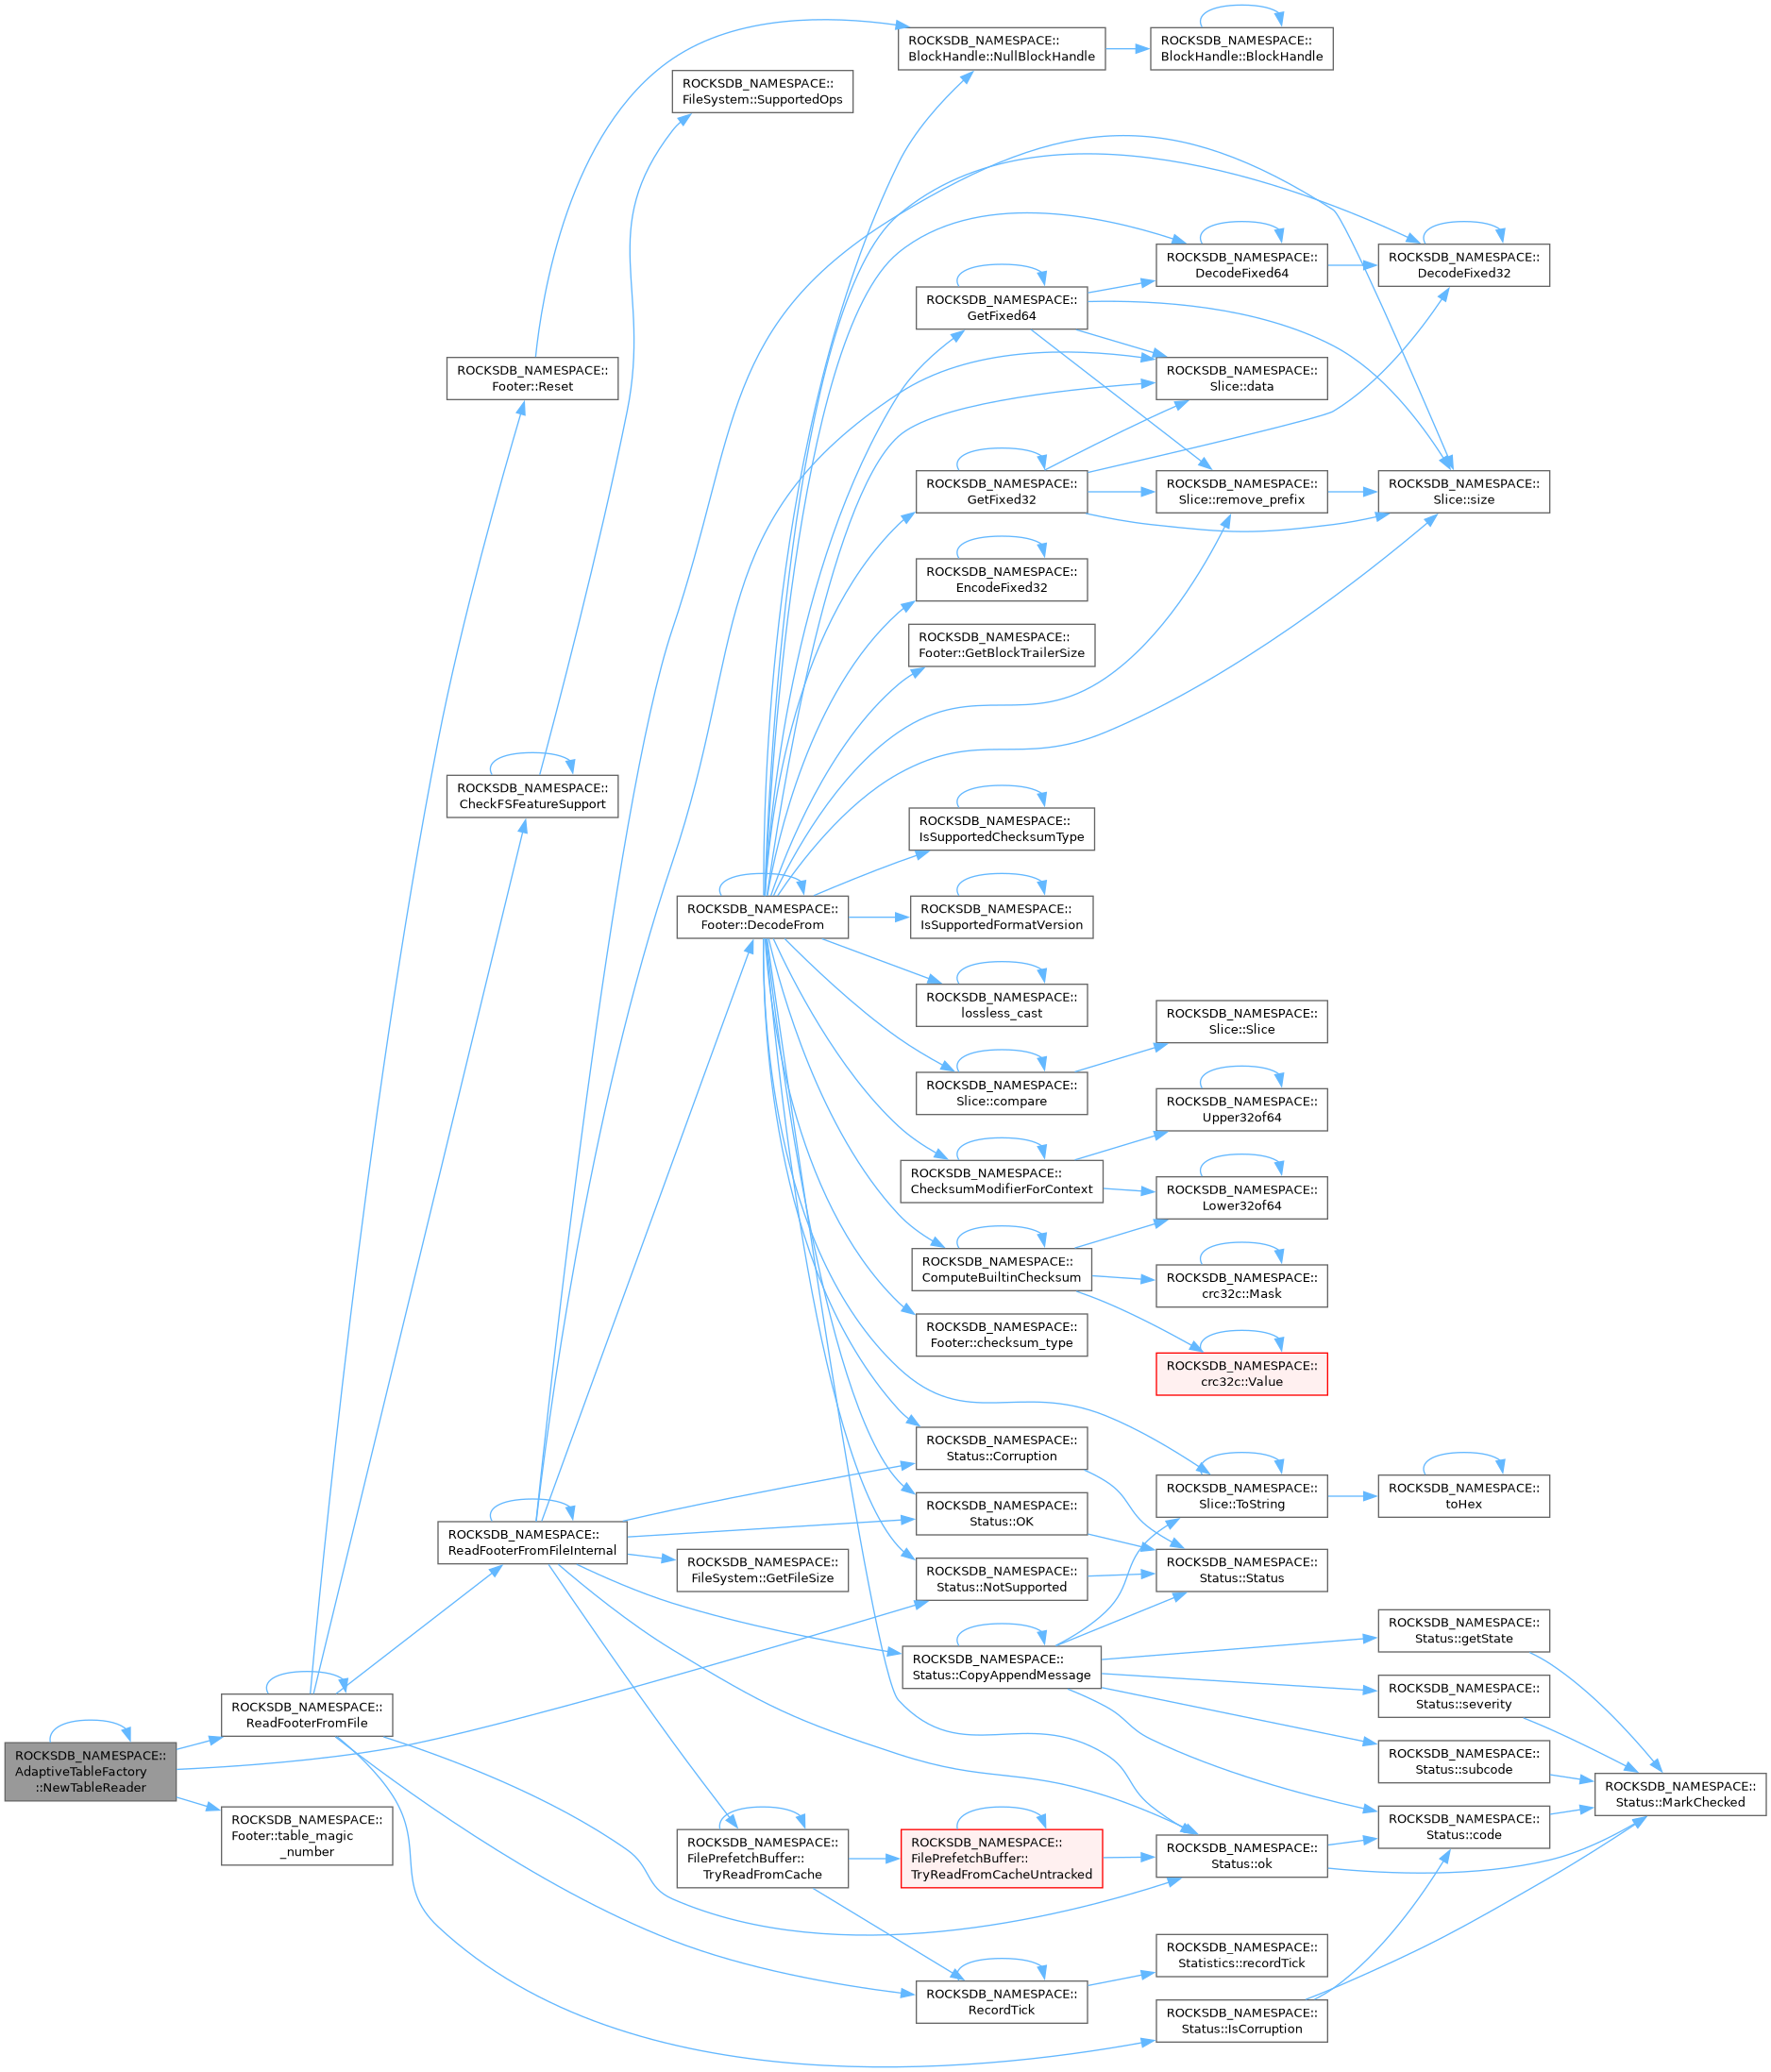 ROCKSDB_NAMESPACE::
BlockHandle::NullBlockHandle
ROCKSDB_NAMESPACE::
BlockHandle::BlockHandle
ROCKSDB_NAMESPACE::
FileSystem::SupportedOps
ROCKSDB_NAMESPACE::
DecodeFixed64
ROCKSDB_NAMESPACE::
DecodeFixed32
ROCKSDB_NAMESPACE::
GetFixed64
ROCKSDB_NAMESPACE::
Footer::Reset
ROCKSDB_NAMESPACE::
Slice::data
ROCKSDB_NAMESPACE::
GetFixed32
ROCKSDB_NAMESPACE::
Slice::remove_prefix
ROCKSDB_NAMESPACE::
Slice::size
ROCKSDB_NAMESPACE::
EncodeFixed32
ROCKSDB_NAMESPACE::
Footer::GetBlockTrailerSize
ROCKSDB_NAMESPACE::
CheckFSFeatureSupport
ROCKSDB_NAMESPACE::
IsSupportedChecksumType
ROCKSDB_NAMESPACE::
Footer::DecodeFrom
ROCKSDB_NAMESPACE::
IsSupportedFormatVersion
ROCKSDB_NAMESPACE::
lossless_cast
ROCKSDB_NAMESPACE::
Slice::Slice
ROCKSDB_NAMESPACE::
Slice::compare
ROCKSDB_NAMESPACE::
Upper32of64
ROCKSDB_NAMESPACE::
ChecksumModifierForContext
ROCKSDB_NAMESPACE::
Lower32of64
ROCKSDB_NAMESPACE::
ComputeBuiltinChecksum
ROCKSDB_NAMESPACE::
crc32c::Mask
ROCKSDB_NAMESPACE::
Footer::checksum_type
ROCKSDB_NAMESPACE::
crc32c::Value
ROCKSDB_NAMESPACE::
Status::Corruption
ROCKSDB_NAMESPACE::
Slice::ToString
ROCKSDB_NAMESPACE::
toHex
ROCKSDB_NAMESPACE::
Status::OK
ROCKSDB_NAMESPACE::
ReadFooterFromFileInternal
ROCKSDB_NAMESPACE::
FileSystem::GetFileSize
ROCKSDB_NAMESPACE::
Status::NotSupported
ROCKSDB_NAMESPACE::
Status::Status
ROCKSDB_NAMESPACE::
Status::getState
ROCKSDB_NAMESPACE::
Status::CopyAppendMessage
ROCKSDB_NAMESPACE::
Status::severity
ROCKSDB_NAMESPACE::
ReadFooterFromFile
ROCKSDB_NAMESPACE::
Status::subcode
ROCKSDB_NAMESPACE::
AdaptiveTableFactory
::NewTableReader
ROCKSDB_NAMESPACE::
Status::MarkChecked
ROCKSDB_NAMESPACE::
Footer::table_magic
_number
ROCKSDB_NAMESPACE::
Status::code
ROCKSDB_NAMESPACE::
FilePrefetchBuffer::
TryReadFromCache
ROCKSDB_NAMESPACE::
FilePrefetchBuffer::
TryReadFromCacheUntracked
ROCKSDB_NAMESPACE::
Status::ok
ROCKSDB_NAMESPACE::
Statistics::recordTick
ROCKSDB_NAMESPACE::
RecordTick
ROCKSDB_NAMESPACE::
Status::IsCorruption